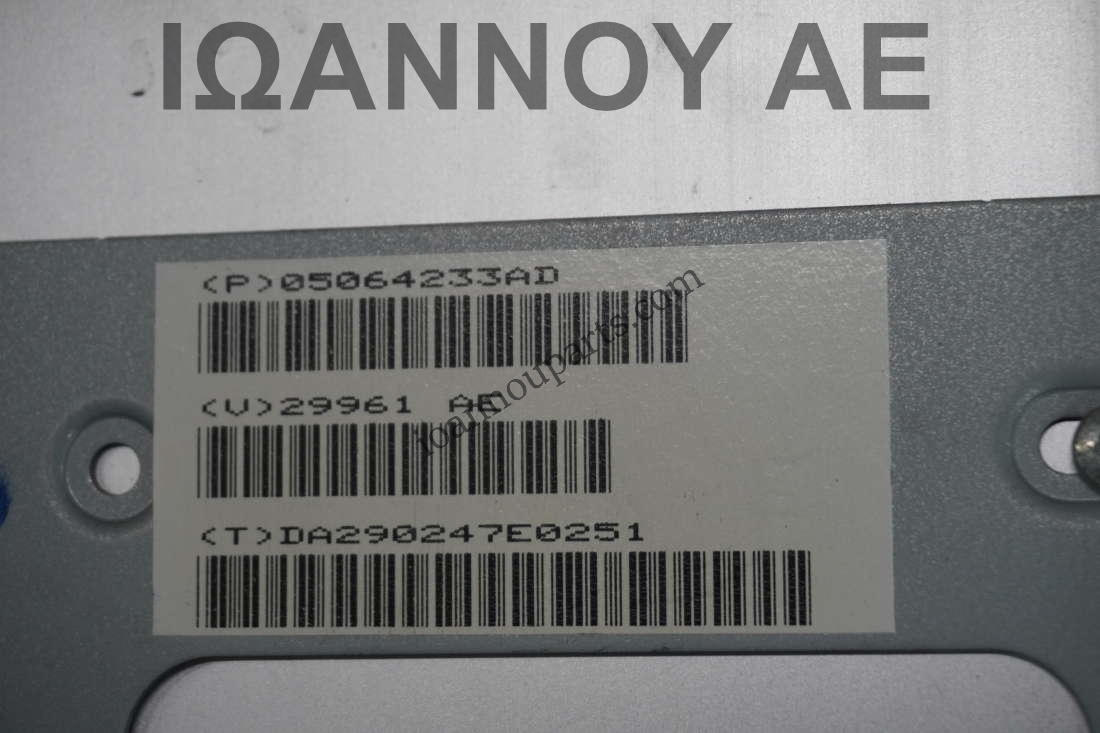 ΙΩΑΝΝΟΥ ΑΕ
(P)05064233AD
(V)29961 AE
(T)DA290247E0251
ioannouparts.com